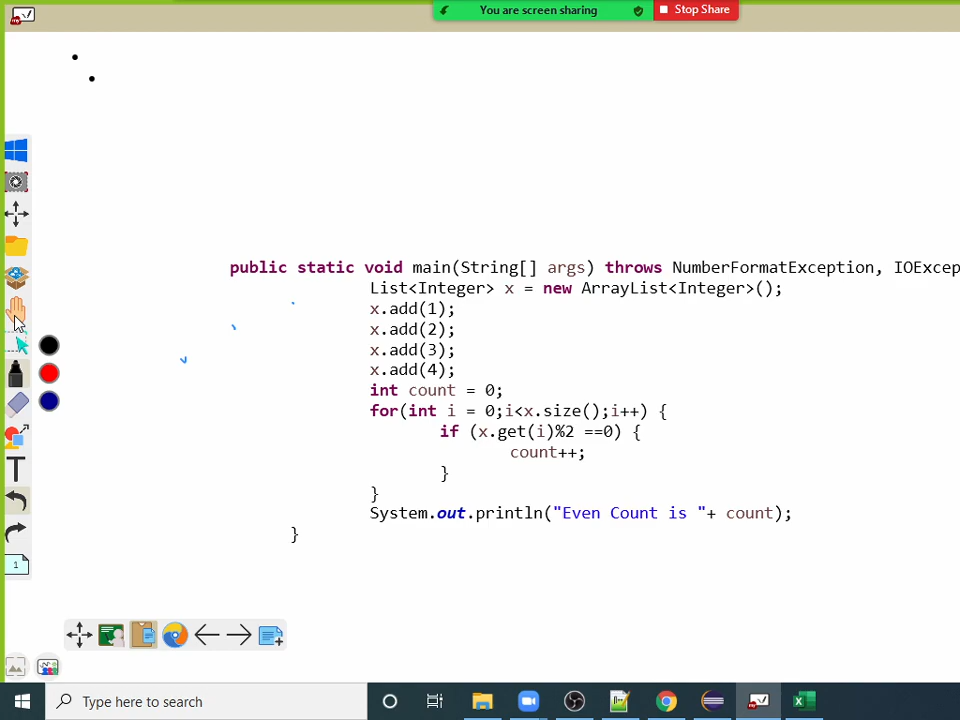 You are screen sharing
Stop Share
public static void main(String[] args) throws NumberFormatException, IOExcep
List<Integer> x = new ArrayList<Integer>();
x.add(1);
x.add(2);
x.add(3);
x.add(4);
int count = 0;
for(int i = 0;i<x.size();i++) {
if (x.get(i)%2 ==0) {
count++;
}
}
System.out.println("Even Count is "+ count);
}
T
1
Type here to search